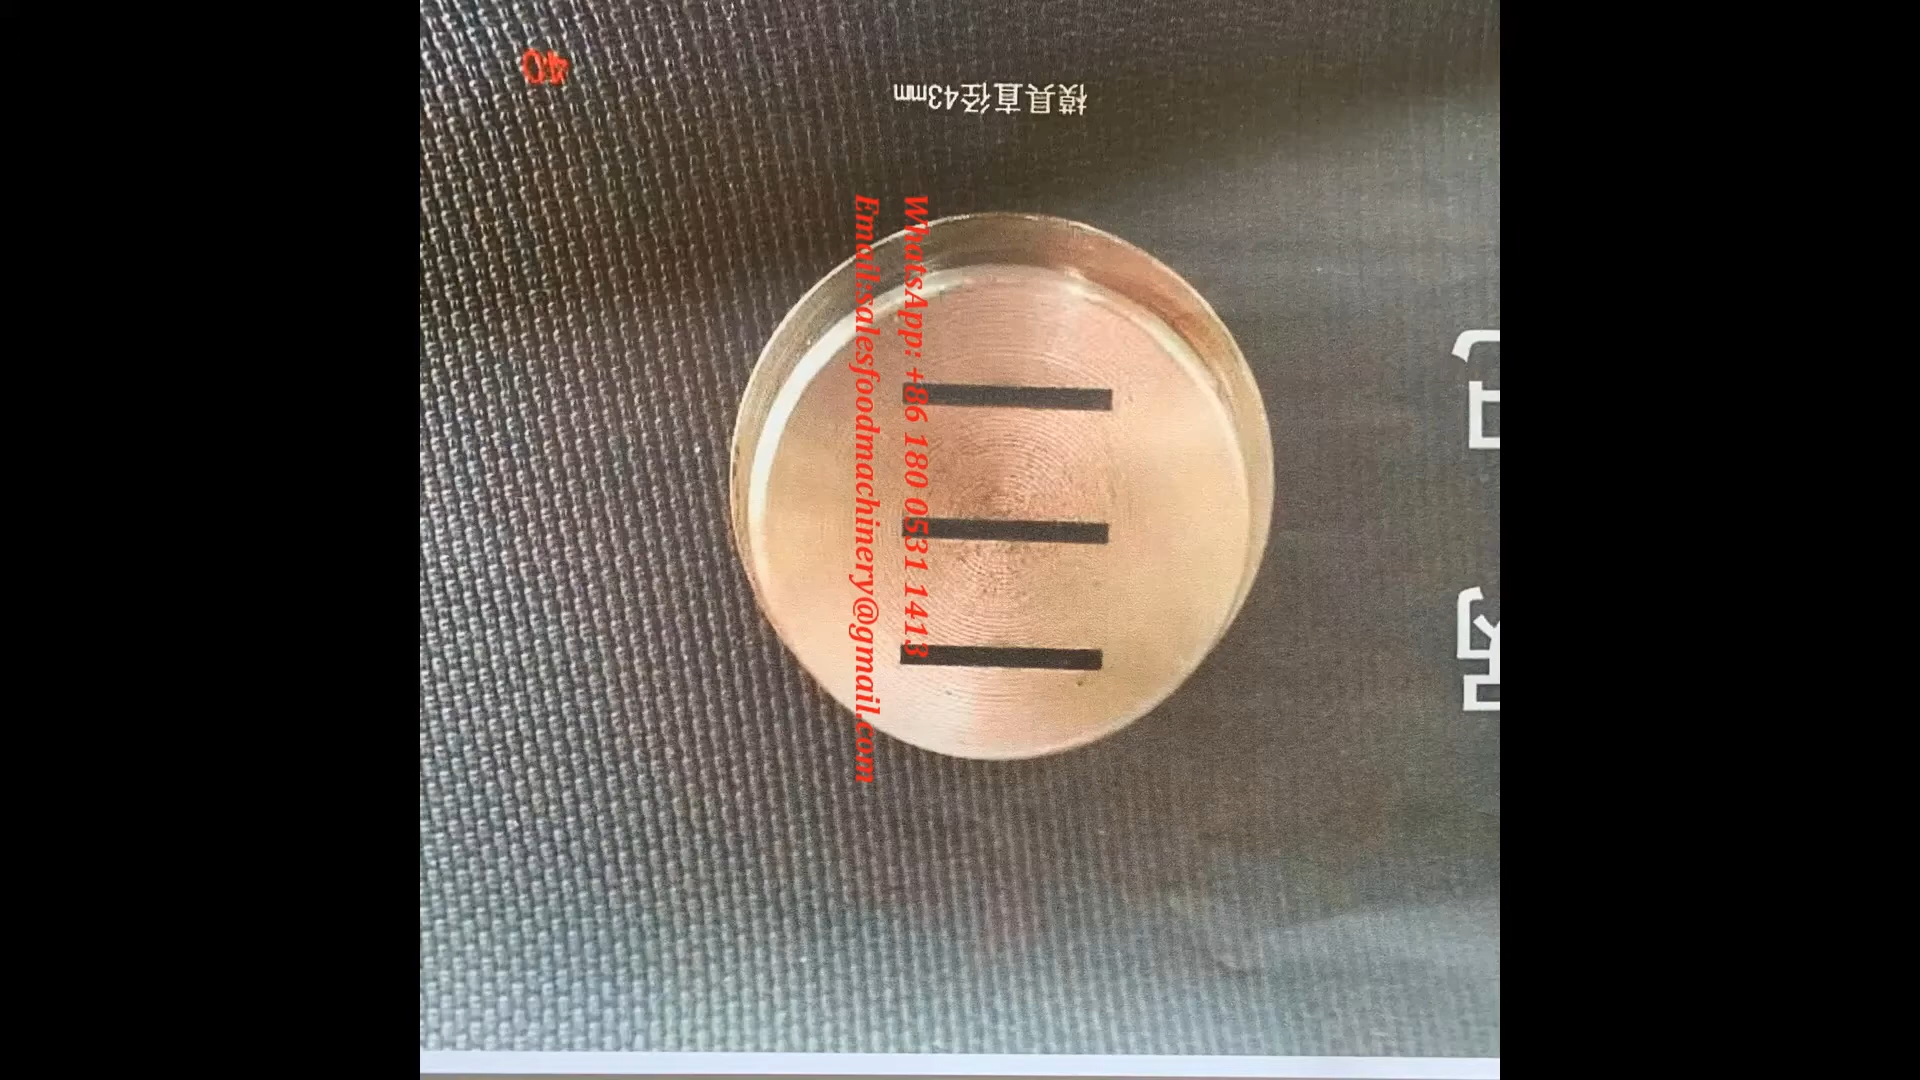 40
模具直径43mm
WhatsApp: +86 180 0531 1413
Email:salesfoodmachinery@gmail.com